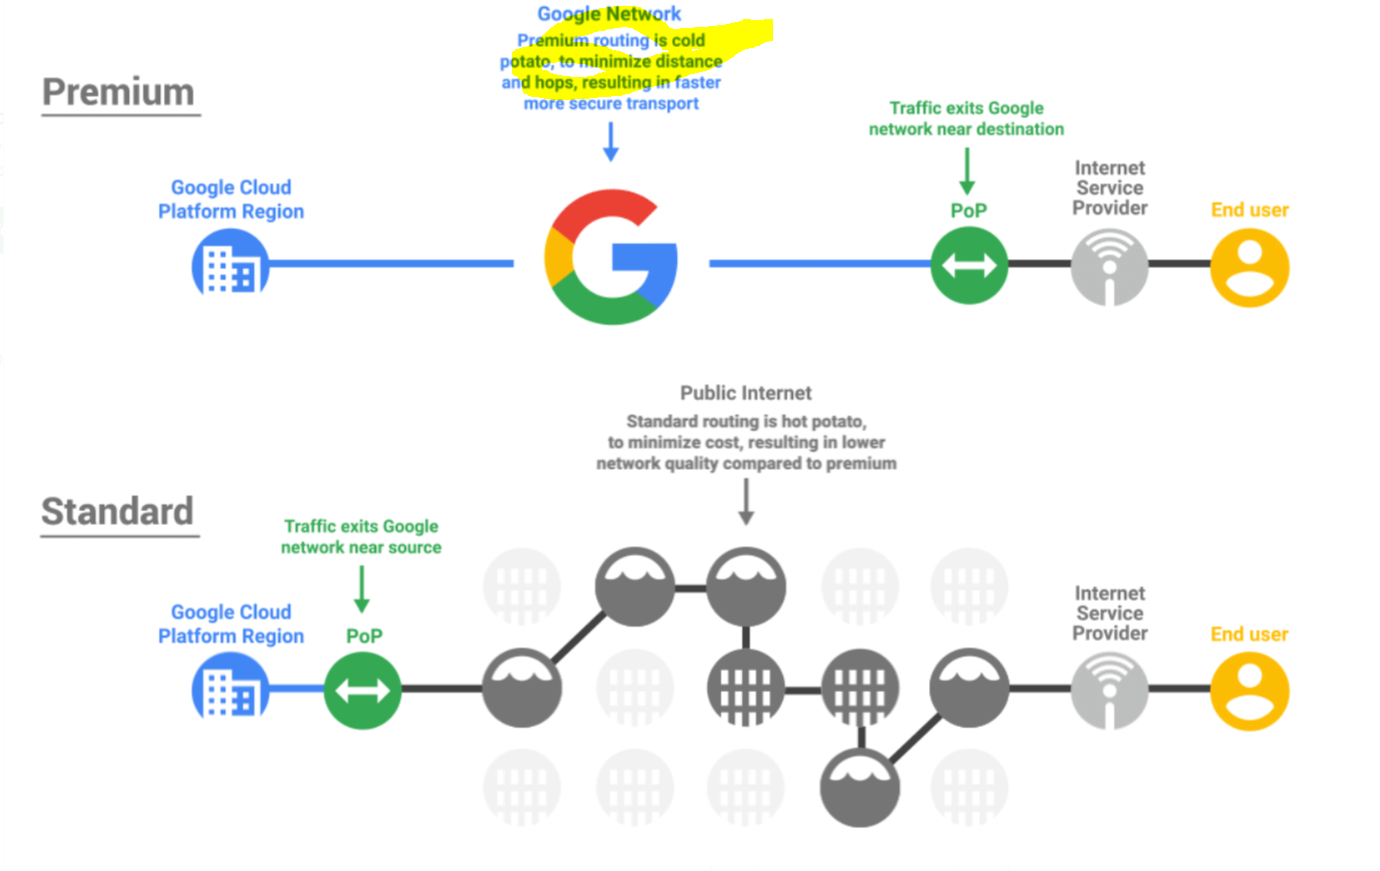 Google Network
Premium routing is cold
potato, to minimize distance
and hops, resulting in faster
more secure transport
Premium
Traffic exits Google
network near destination
Google Cloud
Platform Region
PoP
Internet
Service
Provider
End user
Public Internet
Standard routing is hot potato,
to minimize cost, resulting in lower
network quality compared to premium
Standard
Traffic exits Google
network near source
Google Cloud
Platform Region
PoP
Internet
Service
Provider
End user